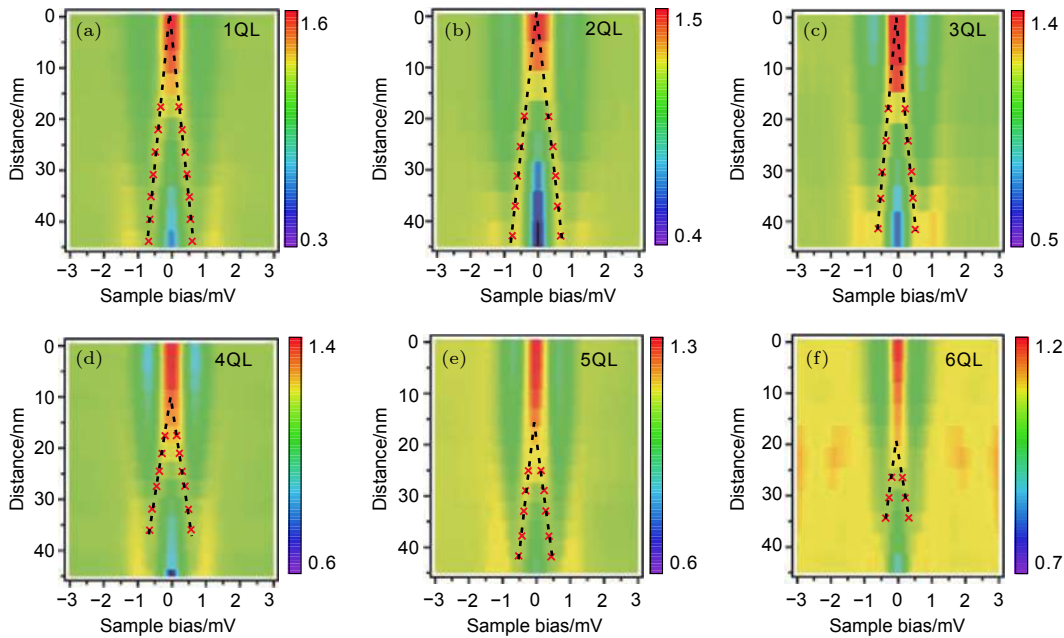 (a) 1QL 1.6
(b) 2QL 1.5
(c) 3QL 1.4
0
10
20
30
40
Distance/nm
0.3
−3 −2 −1 0 1 2 3
Sample bias/mV
0
10
20
30
40
Distance/nm
0.4
−3 −2 −1 0 1 2 3
Sample bias/mV
0
10
20
30
40
Distance/nm
0.5
−3 −2 −1 0 1 2 3
Sample bias/mV
(d) 4QL 1.4
(e) 5QL 1.3
(f) 6QL 1.2
0
10
20
30
40
Distance/nm
0.6
−3 −2 −1 0 1 2 3
Sample bias/mV
0
10
20
30
40
Distance/nm
0.6
−3 −2 −1 0 1 2 3
Sample bias/mV
0
10
20
30
40
Distance/nm
0.7
−3 −2 −1 0 1 2 3
Sample bias/mV